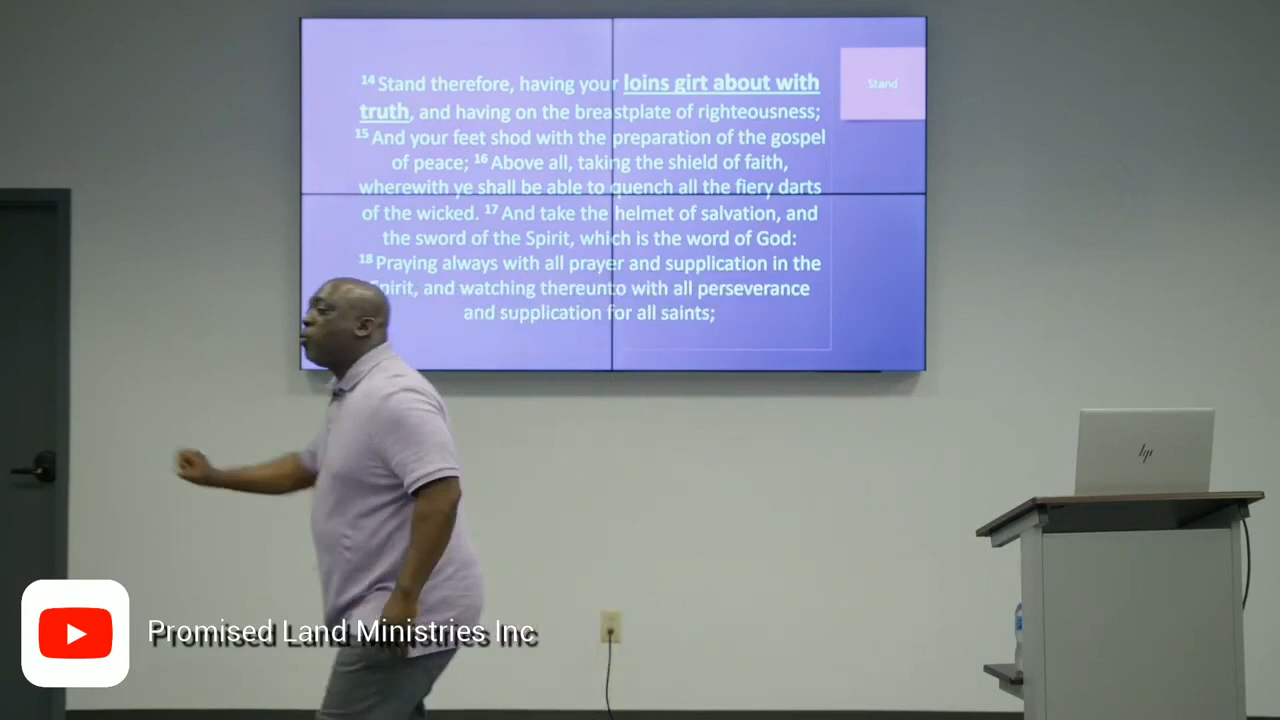 14 Stand therefore, having your loins girt about with
truth, and having on the breastplate of righteousness;
15 And your feet shod with the preparation of the gospel
of peace; 16 Above all, taking the shield of faith,
wherewith ye shall be able to quench all the fiery darts
of the wicked. 17 And take the helmet of salvation, and
the sword of the Spirit, which is the word of God:
18 Praying always with all prayer and supplication in the
Spirit, and watching thereunto with all perseverance
and supplication for all saints;
Stand
hp
Promised Land Ministries Inc